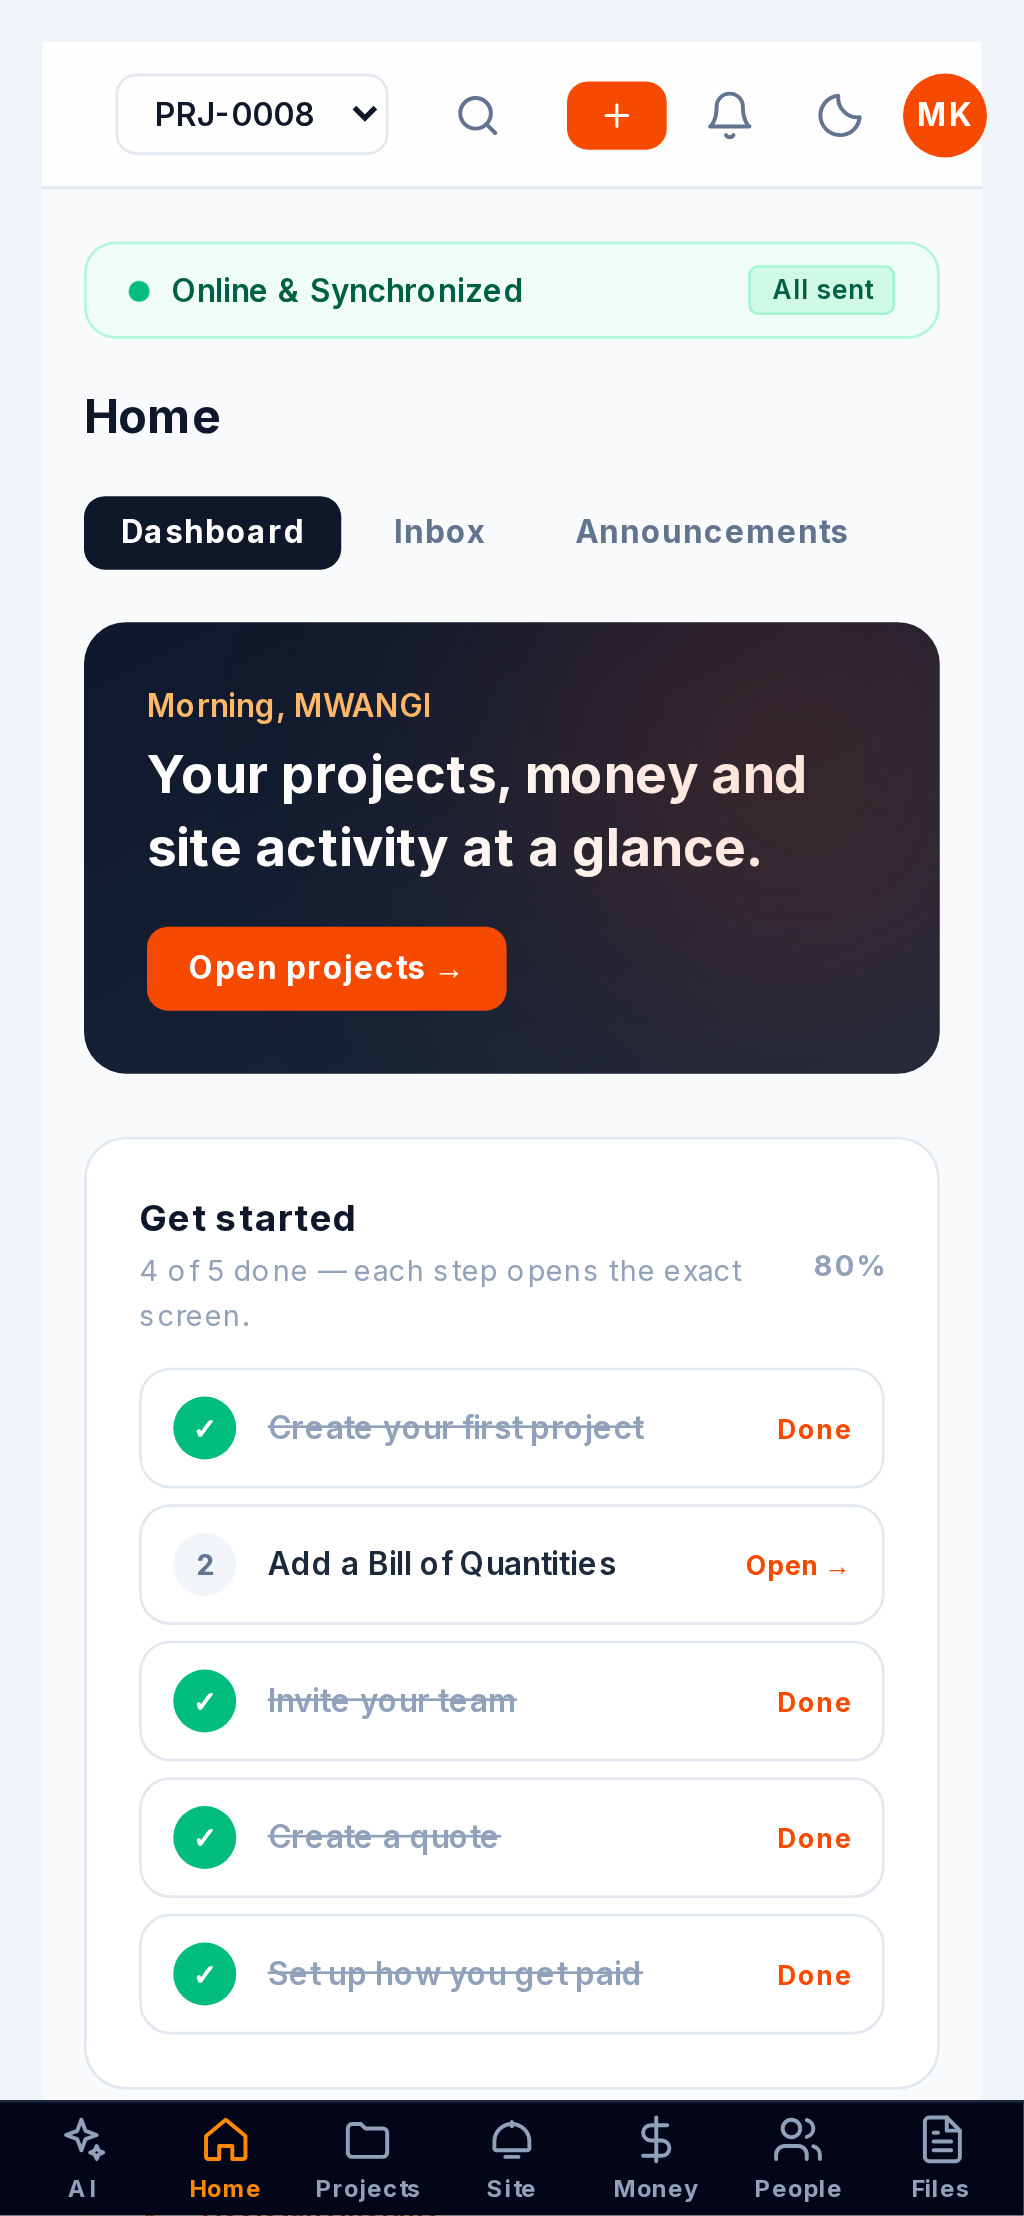 PRJ-0008
MK
Online & Synchronized
All sent
Home
Dashboard
Inbox
Announcements
Morning, MWANGI
Your projects, money and
site activity at a glance.
Open projects →
Get started
4 of 5 done — each step opens the exact
screen.
80%
✓ Create your first project Done
2 Add a Bill of Quantities Open →
✓ Invite your team Done
✓ Create a quote Done
✓ Set up how you get paid Done
AI
Home
Projects
Site
Money
People
Files